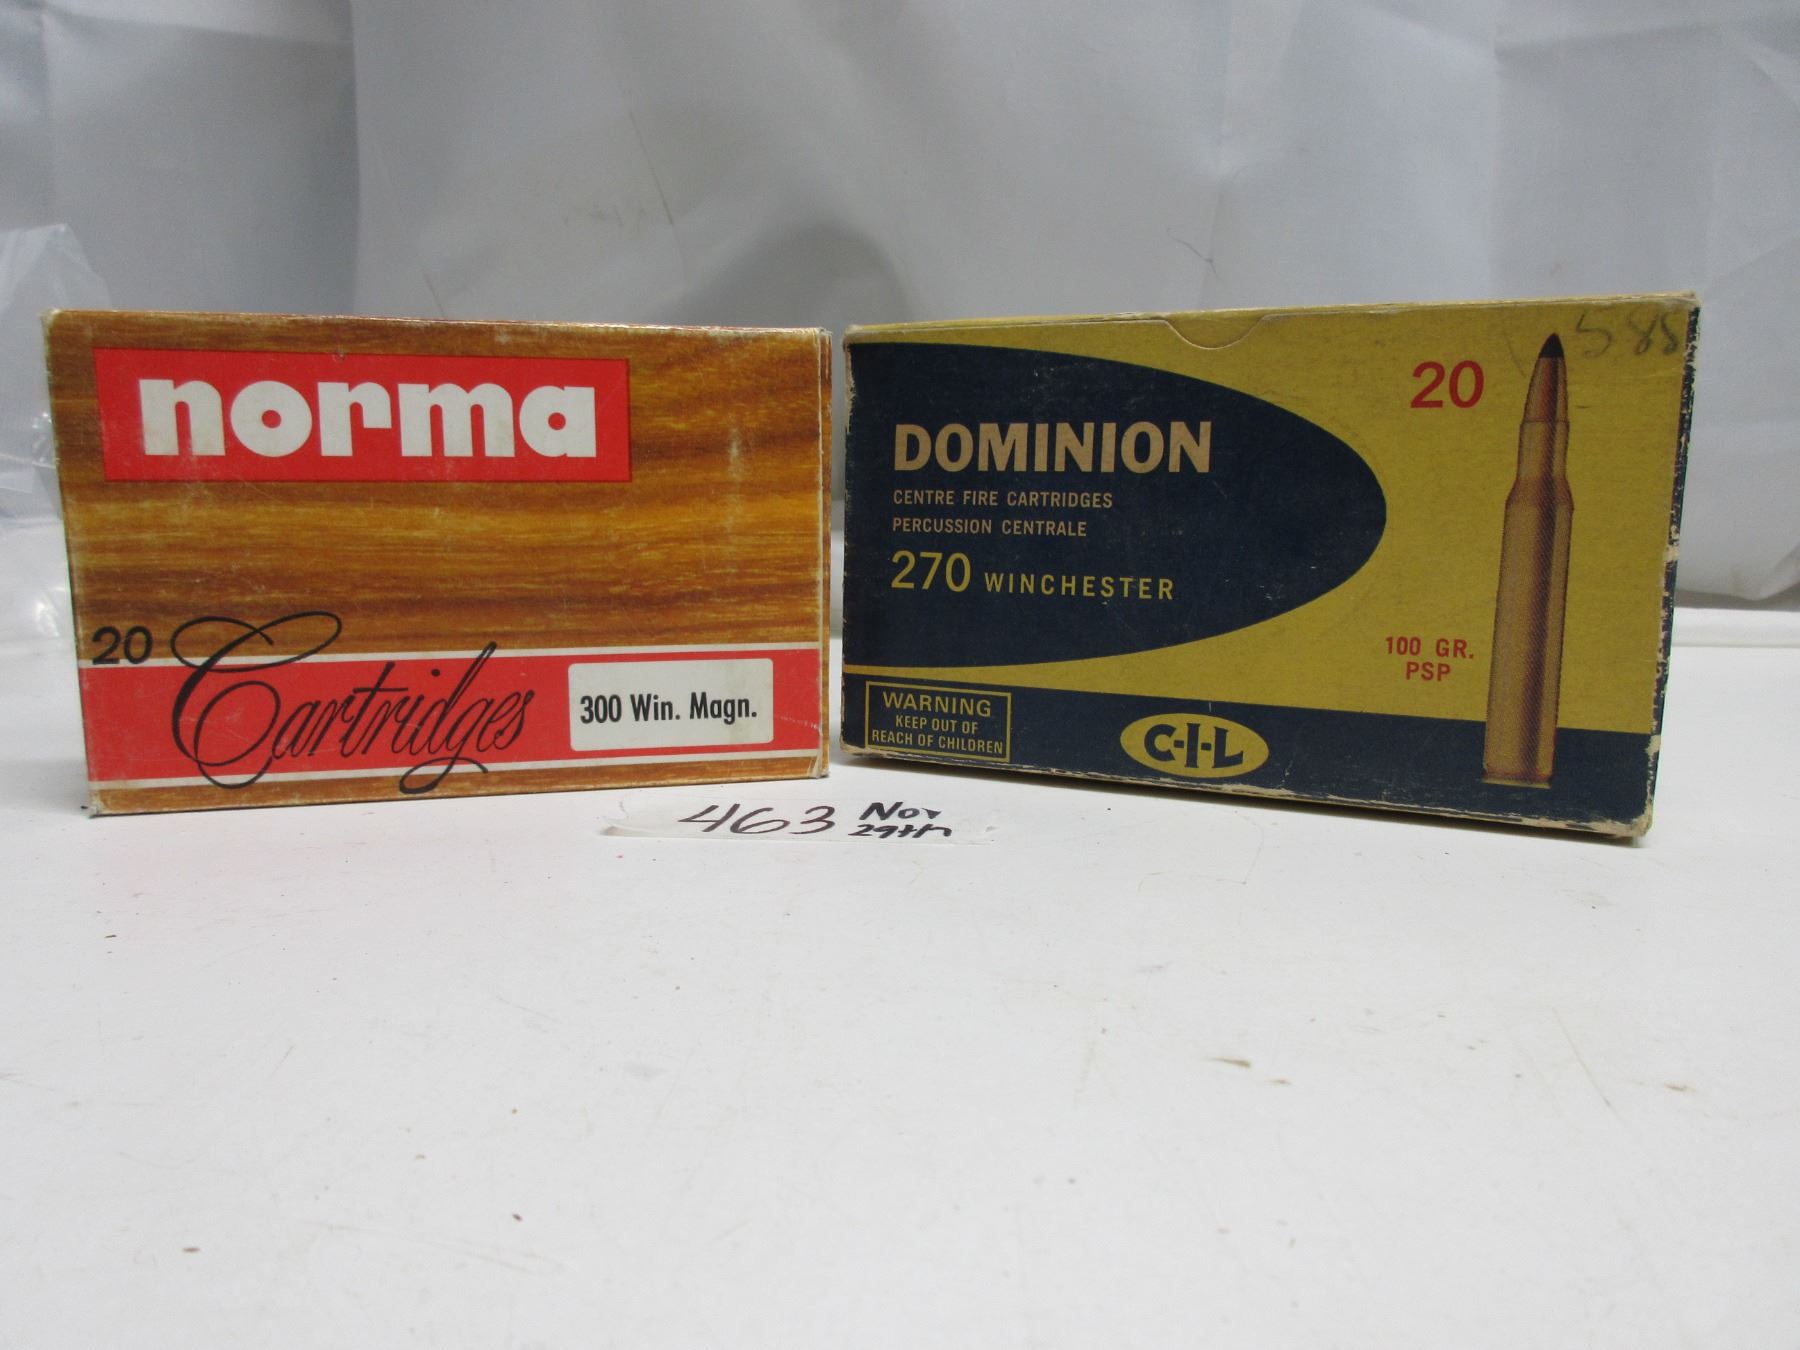 norma
20 Cartridges
300 Win. Magn.
DOMINION
CENTRE FIRE CARTRIDGES
PERCUSSION CENTRALE
270 WINCHESTER
20
585
100 GR.
PSP
WARNING
KEEP OUT OF
REACH OF CHILDREN
C-I-L
463 Nov
29th